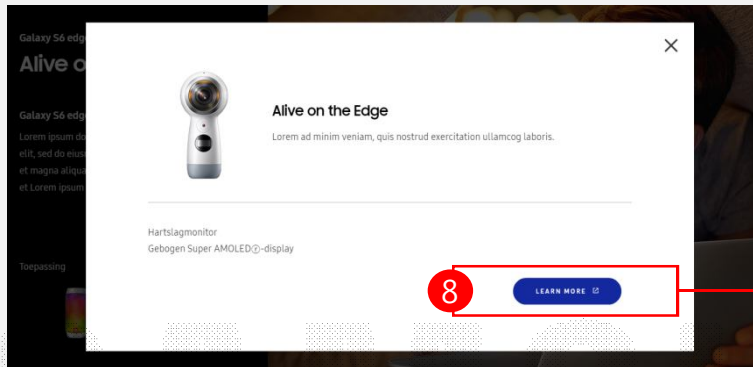 Galaxy S6 edg
Alive o
Galaxy S6 edg
Lorem ipsum do
elit, sed do eius
et magna aliqua
et Lorem ipsum
Toepassing
Alive on the Edge
Lorem ad minim veniam, quis nostrud exercitation ullamcog laboris.
Hartslagmonitor
Gebogen Super AMOLEDⓡ-display
8
LEARN MORE